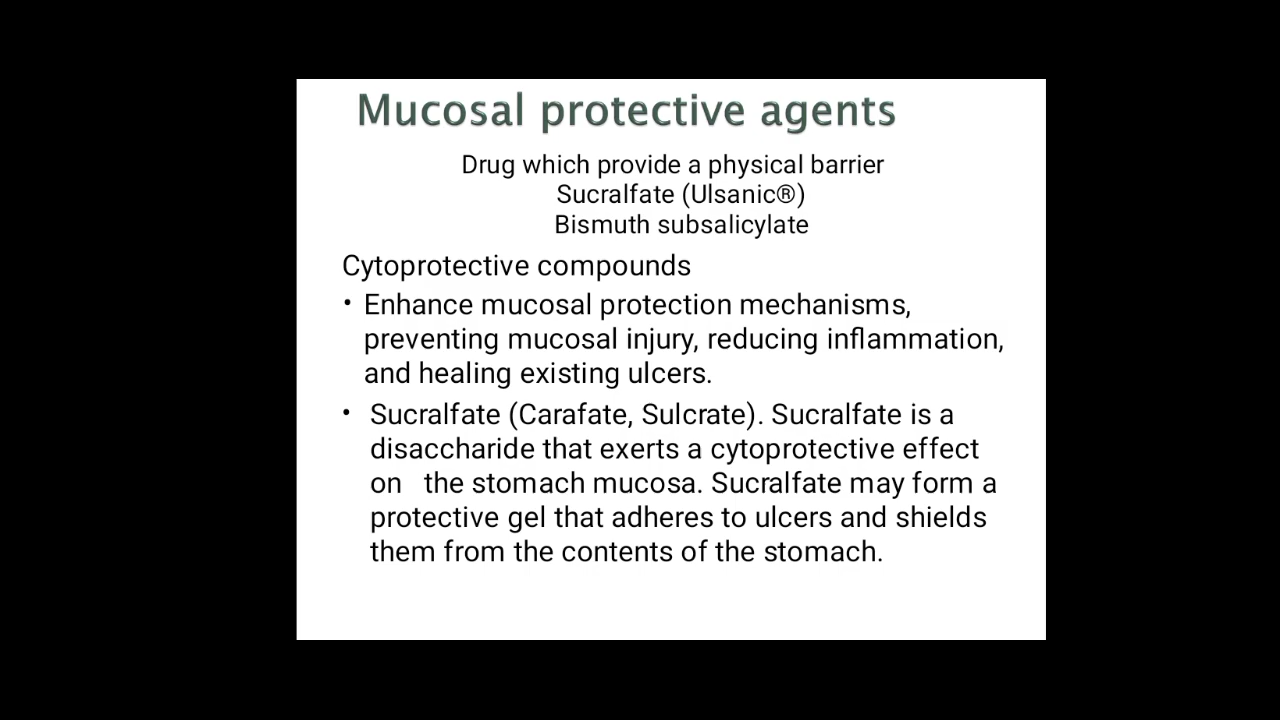 Mucosal protective agents
Drug which provide a physical barrier
Sucralfate (Ulsanic®)
Bismuth subsalicylate
Cytoprotective compounds
• Enhance mucosal protection mechanisms,
preventing mucosal injury, reducing inflammation,
and healing existing ulcers.
• Sucralfate (Carafate, Sulcrate). Sucralfate is a
disaccharide that exerts a cytoprotective effect
on the stomach mucosa. Sucralfate may form a
protective gel that adheres to ulcers and shields
them from the contents of the stomach.